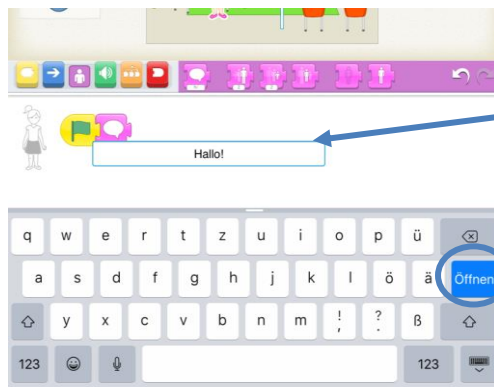 Hallo!
q w e r t z u i o p ü
a s d f g h j k l ö ä Öffnen
y x c v b n m ! , ? . ß
123 123